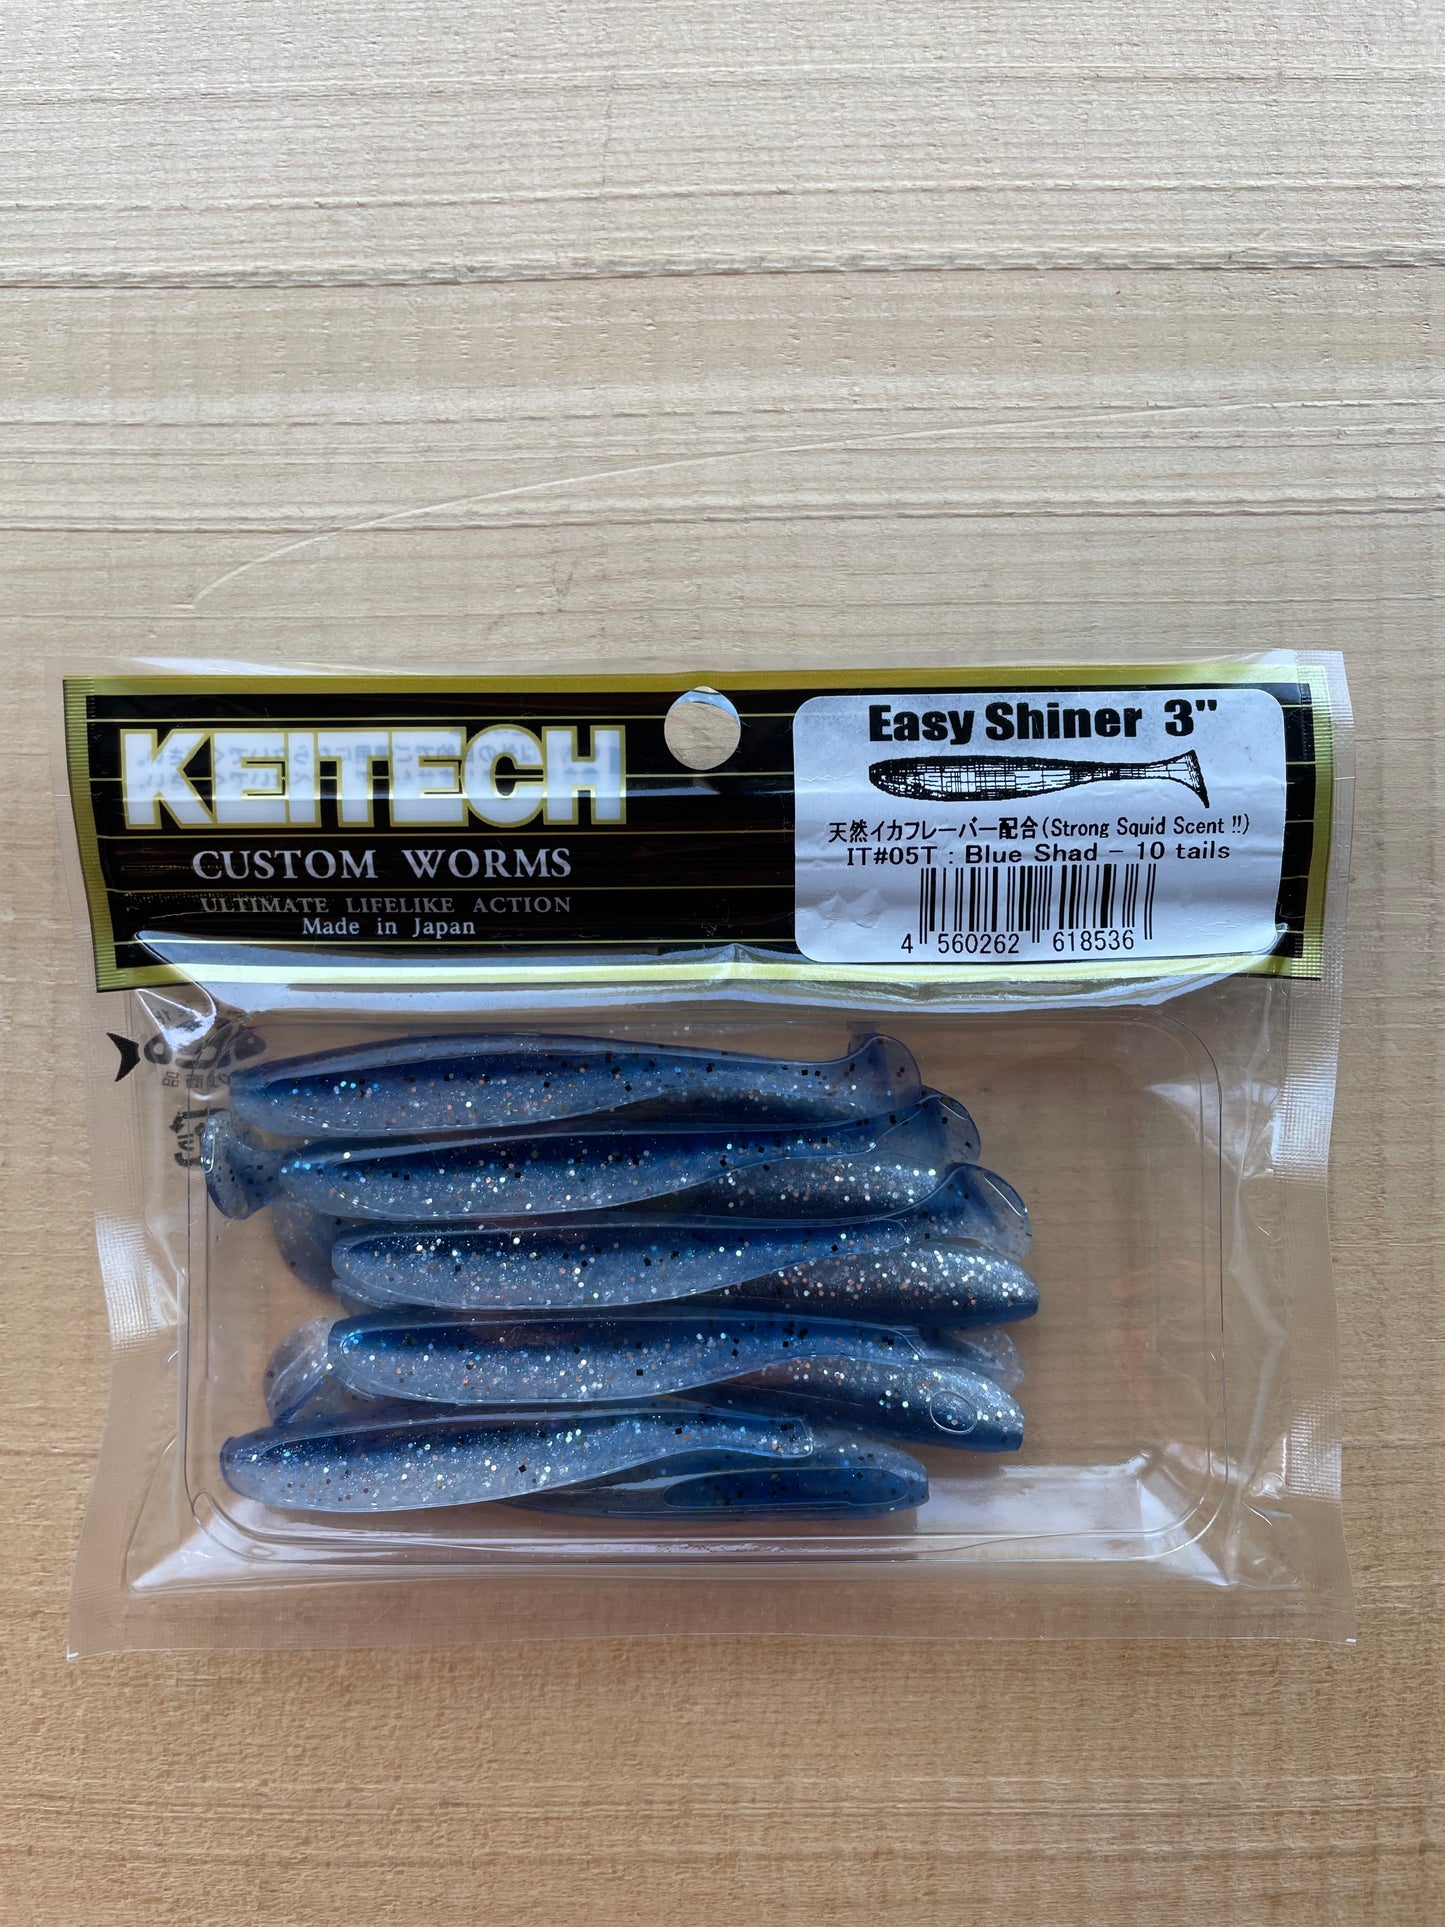 KEITECH
CUSTOM WORMS
ULTIMATE LIFELIKE ACTION
Made in Japan
Easy Shiner 3"
天然イカフレーバー配合(Strong Squid Scent !!)
IT#05T : Blue Shad - 10 tails
4 560262 618536